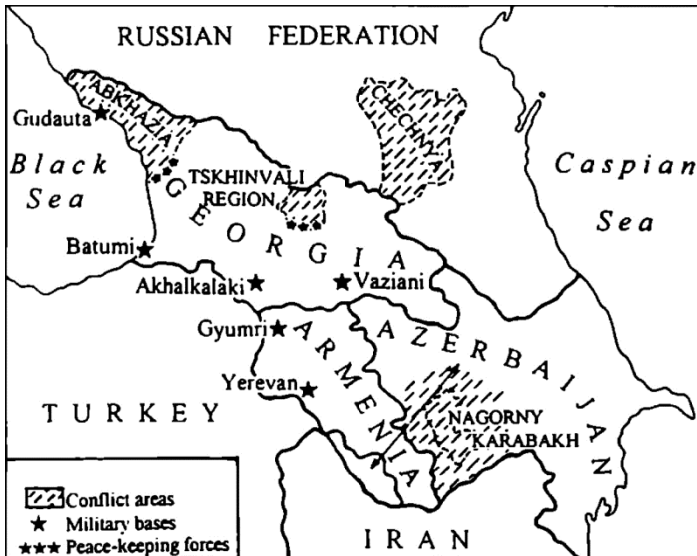 RUSSIAN FEDERATION
ABKHAZIA
CHECHNYA
Gudauta
Black
Sea
TSKHINVALI
REGION
Caspian
Sea
GEORGIA
Batumi
Akhalkalaki
Vaziani
Gyumri
ARMENIA
AZERBAIJAN
Yerevan
TURKEY
NAGORNY
KARABAKH
IRAN
Conflict areas
Military bases
Peace-keeping forces